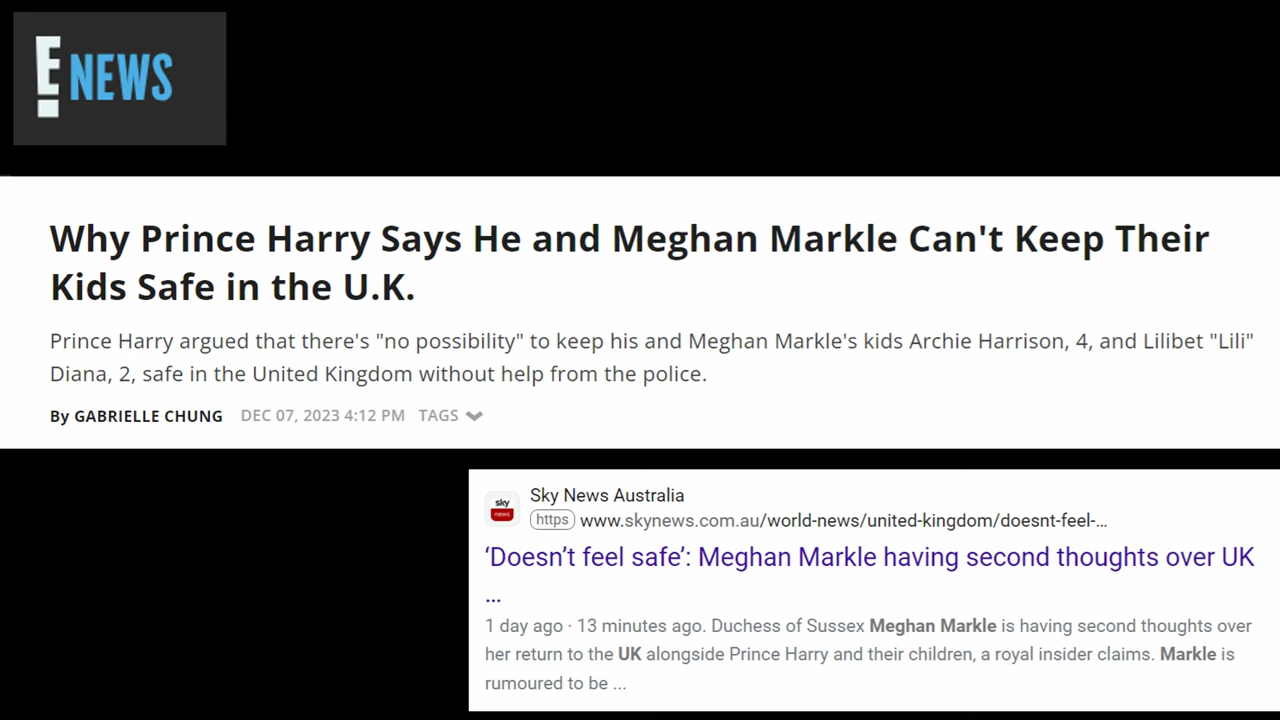 E! NEWS
Why Prince Harry Says He and Meghan Markle Can't Keep Their
Kids Safe in the U.K.
Prince Harry argued that there's "no possibility" to keep his and Meghan Markle's kids Archie Harrison, 4, and Lilibet "Lili"
Diana, 2, safe in the United Kingdom without help from the police.
By GABRIELLE CHUNG DEC 07, 2023 4:12 PM TAGS
sky
news
Sky News Australia
https www.skynews.com.au/world-news/united-kingdom/doesnt-feel-...
‘Doesn’t feel safe’: Meghan Markle having second thoughts over UK
...
1 day ago · 13 minutes ago. Duchess of Sussex Meghan Markle is having second thoughts over
her return to the UK alongside Prince Harry and their children, a royal insider claims. Markle is
rumoured to be ...